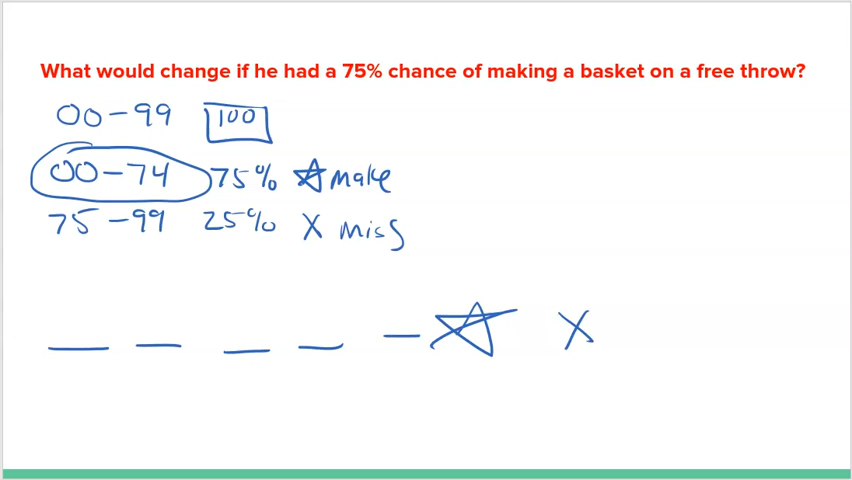 What would change if he had a 75% chance of making a basket on a free throw?
00-99 100
00-74 75% ☆ make
75-99 25% X miss
_ _ _ _ _ ☆ X